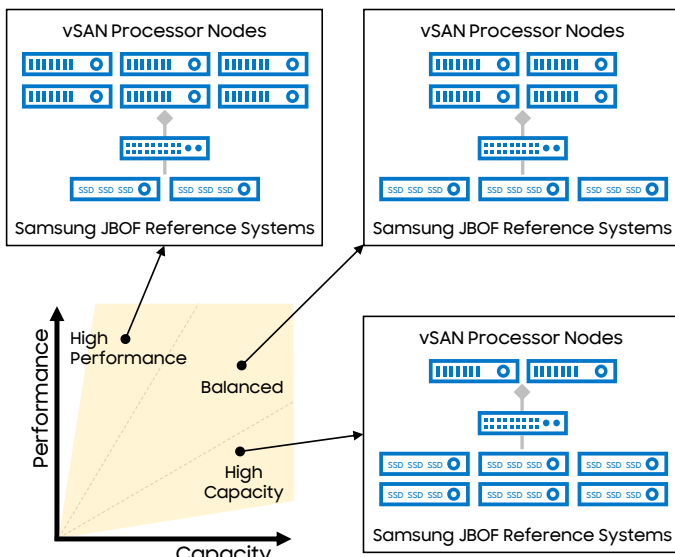 vSAN Processor Nodes
SSD SSD SSD SSD SSD SSD
Samsung JBOF Reference Systems
vSAN Processor Nodes
SSD SSD SSD SSD SSD SSD SSD SSD SSD
Samsung JBOF Reference Systems
Performance
High
Performance
Balanced
High
Capacity
Capacity
vSAN Processor Nodes
SSD SSD SSD SSD SSD SSD SSD SSD SSD
SSD SSD SSD SSD SSD SSD SSD SSD SSD
Samsung JBOF Reference Systems